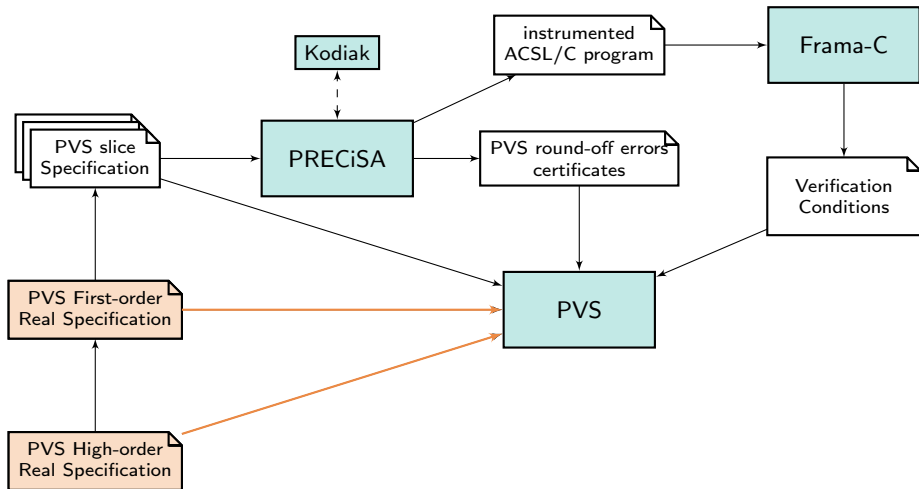 instrumented
ACSL/C program
Frama-C
Kodiak
PVS slice
Specification
PRECiSA
PVS round-off errors
certificates
Verification
Conditions
PVS First-order
Real Specification
PVS
PVS High-order
Real Specification